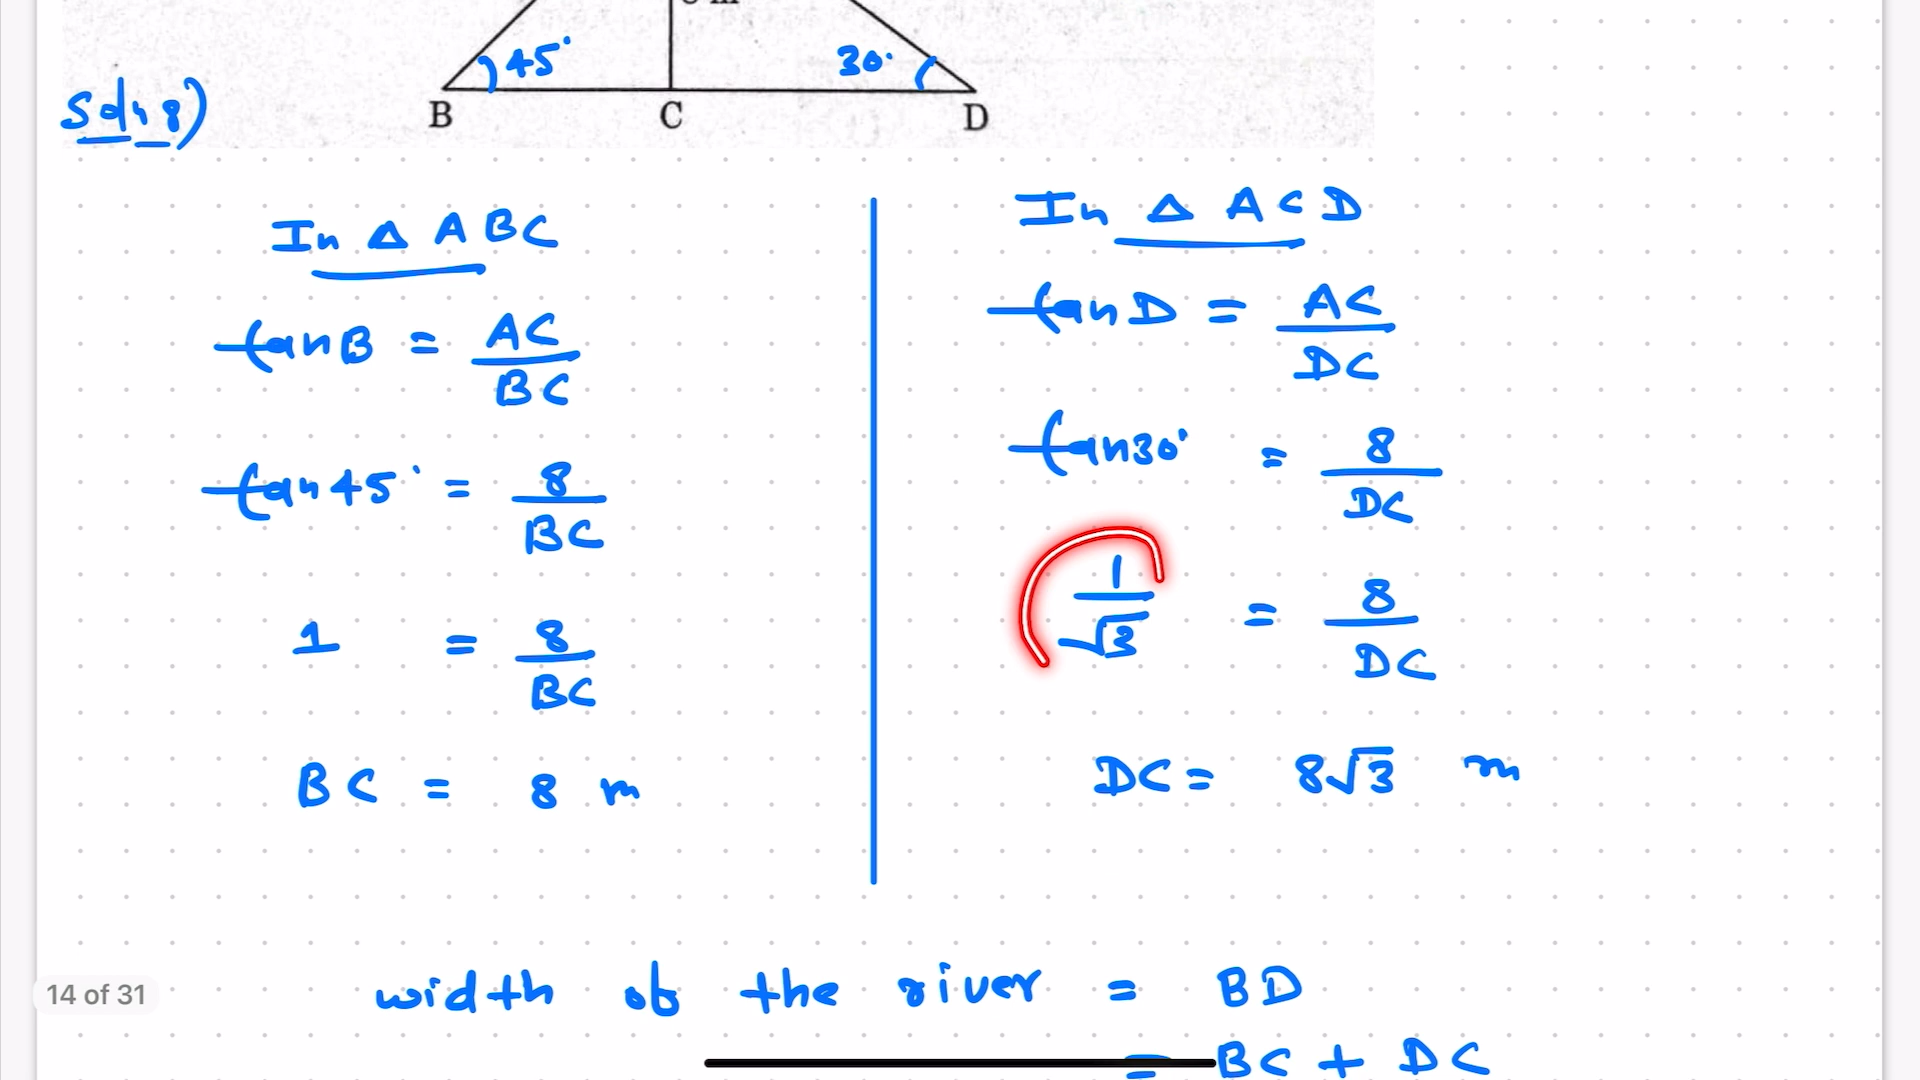 8 m
45° 30°
B C D
Soln 8)
In Δ ABC
tanB = AC/BC
tan45° = 8/BC
1 = 8/BC
BC = 8 m
In Δ ACD
tanD = AC/DC
tan30° = 8/DC
1/√3 = 8/DC
DC = 8√3 m
width of the river = BD
= BC + DC
14 of 31